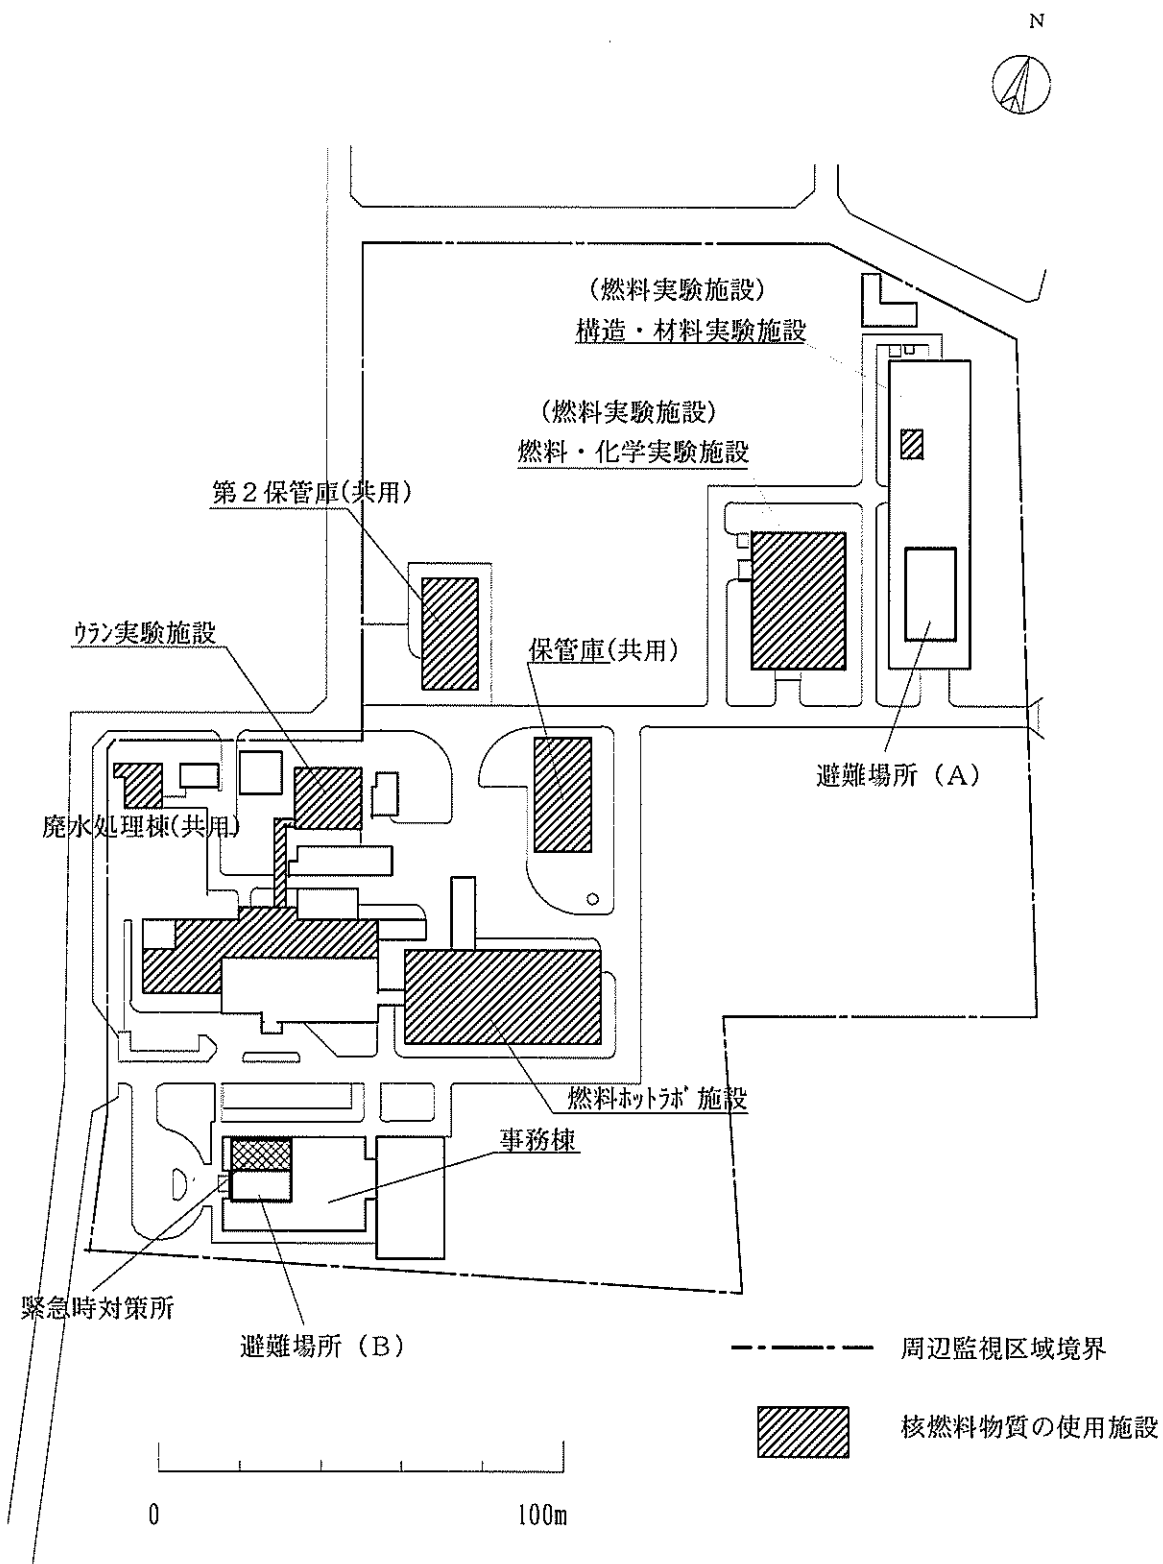 N
(燃料実験施設)
構造・材料実験施設
(燃料実験施設)
燃料・化学実験施設
第2保管庫(共用)
ウラン実験施設
保管庫(共用)
避難場所(A)
廃水処理棟(共用)
燃料ホットラボ施設
事務棟
緊急時対策所
避難場所(B)
周辺監視区域境界
核燃料物質の使用施設
0 100m